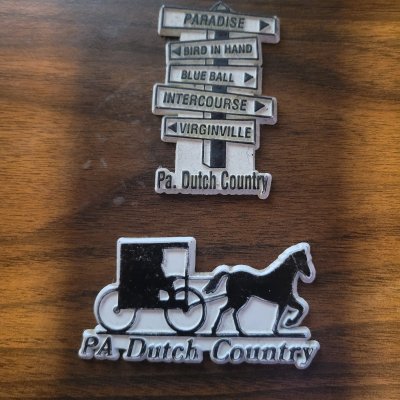 PARADISE
BIRD IN HAND
BLUE BALL
INTERCOURSE
VIRGINVILLE
Pa. Dutch Country
PA Dutch Country